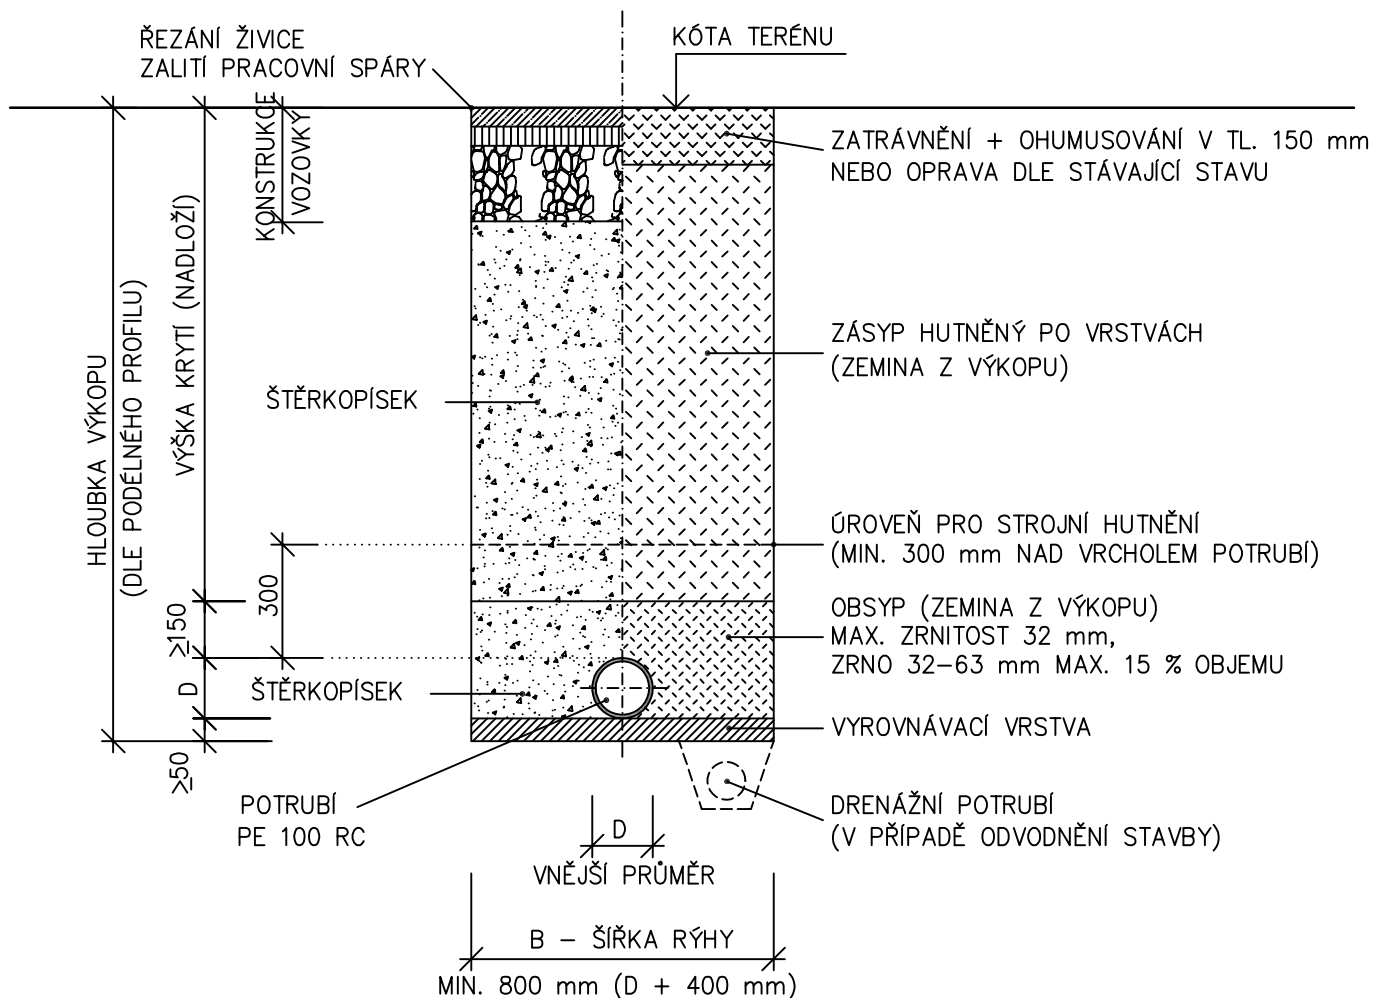 ŘEZÁNÍ ŽIVICE
ZALITÍ PRACOVNÍ SPÁRY
KÓTA TERÉNU
KONSTRUKCE
VOZOVKY
ZATRÁVNĚNÍ + OHUMUSOVÁNÍ V TL. 150 mm
NEBO OPRAVA DLE STÁVAJÍCÍ STAVU
HLOUBKA VÝKOPU
(DLE PODÉLNÉHO PROFILU)
VÝŠKA KRYTÍ (NADLOŽÍ)
ZÁSYP HUTNĚNÝ PO VRSTVÁCH
(ZEMINA Z VÝKOPU)
ŠTĚRKOPÍSEK
ÚROVEŇ PRO STROJNÍ HUTNĚNÍ
(MIN. 300 mm NAD VRCHOLEM POTRUBÍ)
300
≥150
OBSYP (ZEMINA Z VÝKOPU)
MAX. ZRNITOST 32 mm,
ZRNO 32–63 mm MAX. 15 % OBJEMU
D
ŠTĚRKOPÍSEK
VYROVNÁVACÍ VRSTVA
≥50
POTRUBÍ
PE 100 RC
DRENÁŽNÍ POTRUBÍ
(V PŘÍPADĚ ODVODNĚNÍ STAVBY)
D
VNĚJŠÍ PRŮMĚR
B – ŠÍŘKA RÝHY
MIN. 800 mm (D + 400 mm)